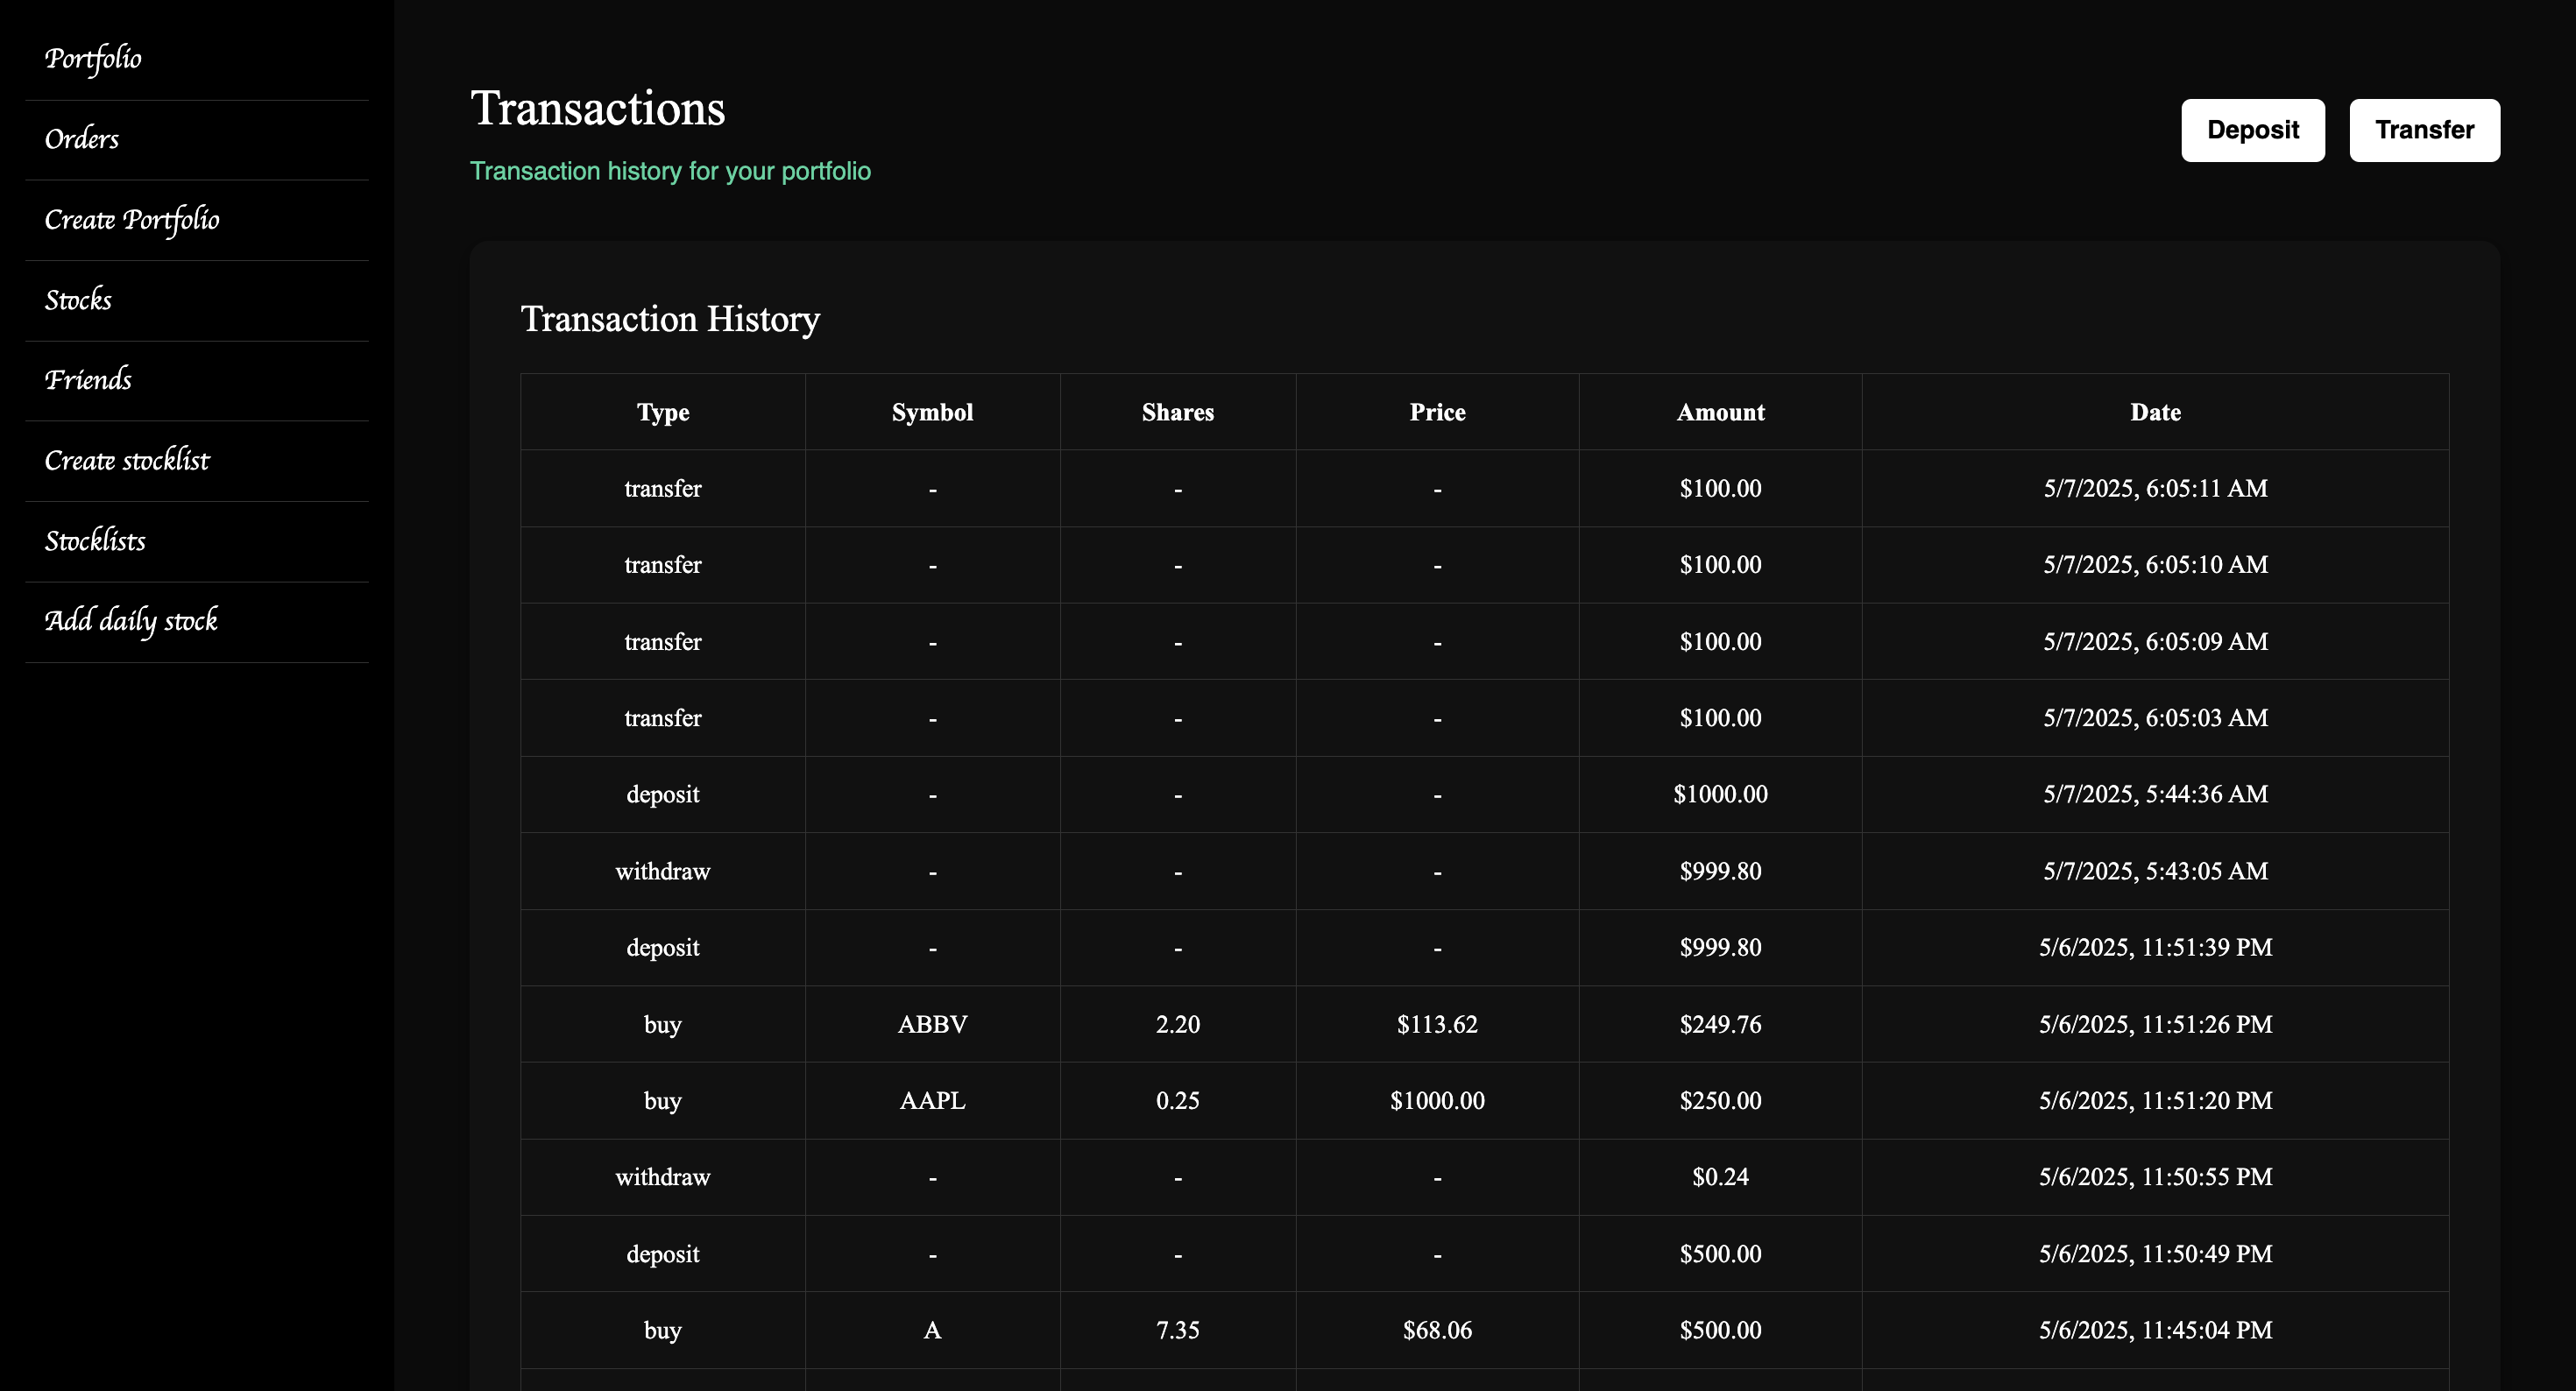 Portfolio
Orders
Create Portfolio
Stocks
Friends
Create stocklist
Stocklists
Add daily stock
Transactions
Transaction history for your portfolio
Deposit Transfer
Transaction History
Type Symbol Shares Price Amount Date
transfer - - - $100.00 5/7/2025, 6:05:11 AM
transfer - - - $100.00 5/7/2025, 6:05:10 AM
transfer - - - $100.00 5/7/2025, 6:05:09 AM
transfer - - - $100.00 5/7/2025, 6:05:03 AM
deposit - - - $1000.00 5/7/2025, 5:44:36 AM
withdraw - - - $999.80 5/7/2025, 5:43:05 AM
deposit - - - $999.80 5/6/2025, 11:51:39 PM
buy ABBV 2.20 $113.62 $249.76 5/6/2025, 11:51:26 PM
buy AAPL 0.25 $1000.00 $250.00 5/6/2025, 11:51:20 PM
withdraw - - - $0.24 5/6/2025, 11:50:55 PM
deposit - - - $500.00 5/6/2025, 11:50:49 PM
buy A 7.35 $68.06 $500.00 5/6/2025, 11:45:04 PM